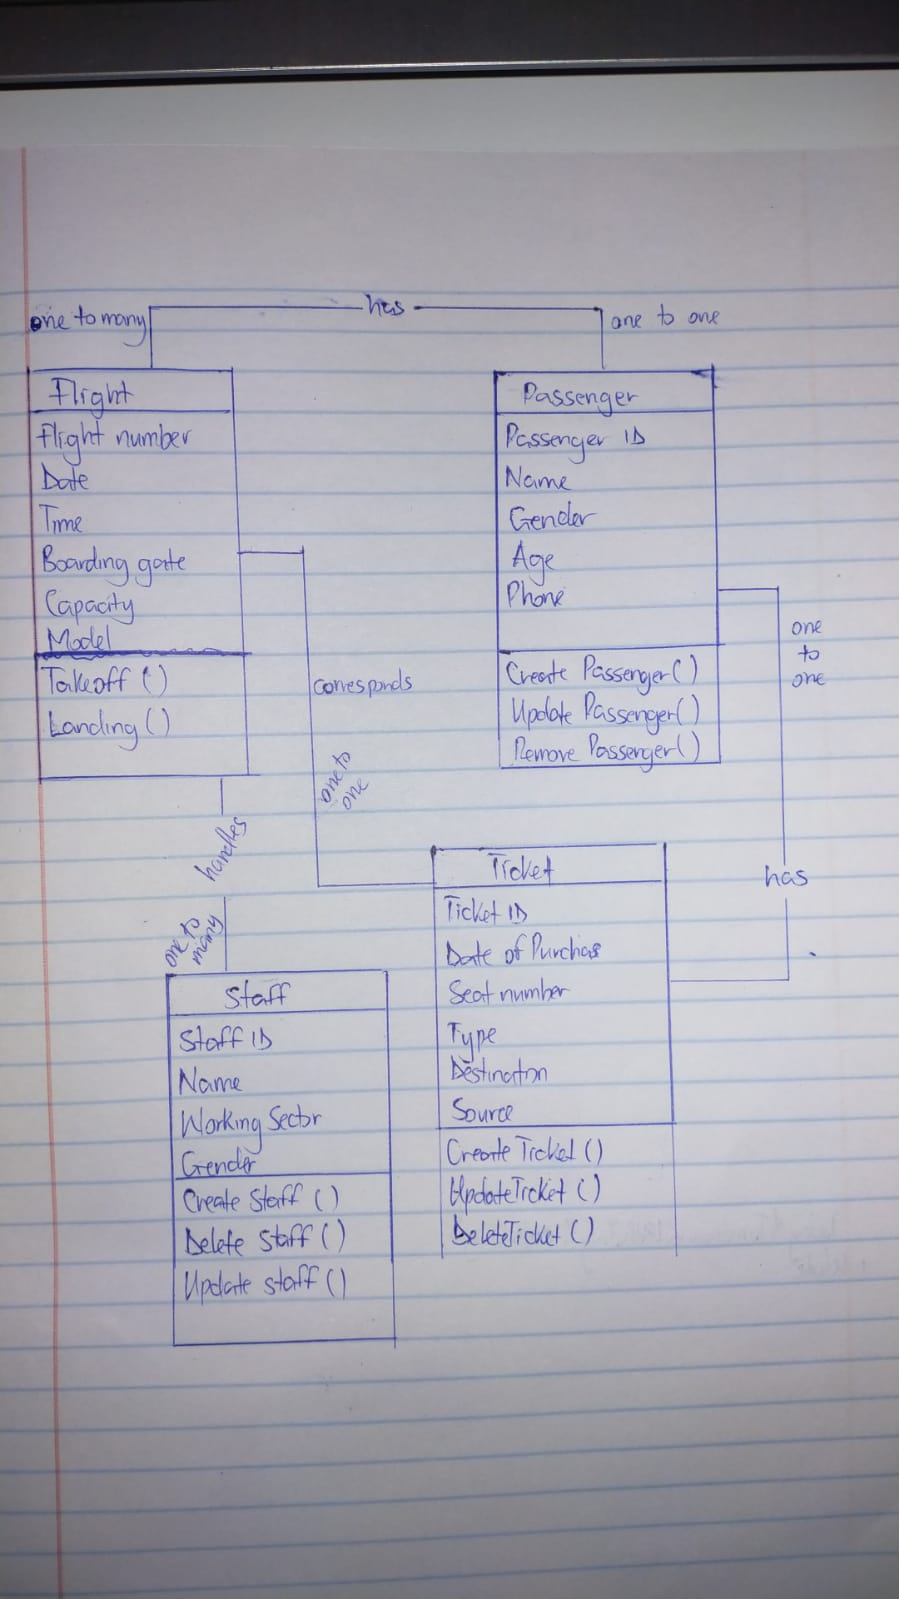 has
one to many
one to one
Flight
Flight number
Date
Time
Boarding gate
Capacity
Model
Takeoff ()
Landing ()
Passenger
Passenger ID
Name
Gender
Age
Phone
Create Passenger()
Update Passenger()
Remove Passenger()
corresponds
one to
one
one
to
one
has
handles
one to
many
Staff
Staff ID
Name
Working Sector
Gender
Create Staff ()
Delete Staff ()
Update staff ()
Ticket
Ticket ID
Date of Purchas
Seat number
Type
Destination
Source
Create Ticket ()
UpdateTicket ()
DeleteTicket ()